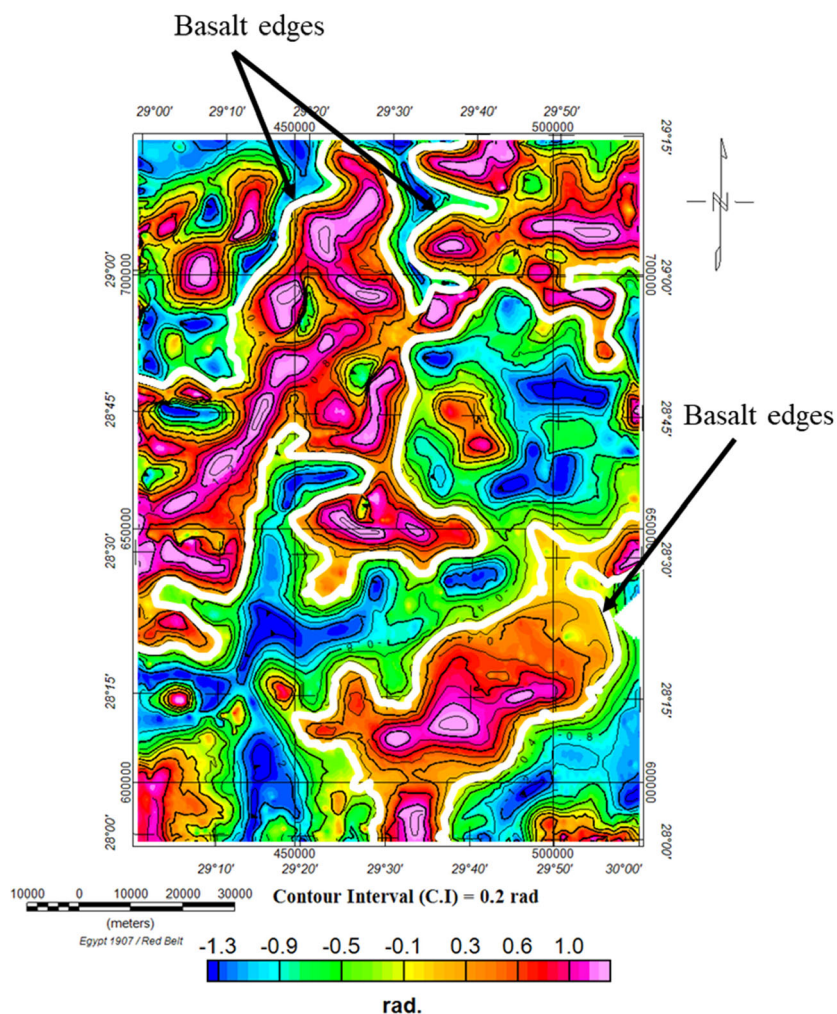 Basalt edges
29°00' 29°10' 29°20' 29°30' 29°40' 29°50'
450000 500000
29°15' 29°15'
N
29°00' 700000 700000 29°00'
28°45' 28°45'
Basalt edges
650000 650000
28°30' 28°30'
28°15' 28°15'
600000 600000
28°00' 28°00'
450000 500000
29°10' 29°20' 29°30' 29°40' 29°50' 30°00'
10000 0 10000 20000 30000
(meters)
Egypt 1907 / Red Belt
Contour Interval (C.I) = 0.2 rad
-1.3 -0.9 -0.5 -0.1 0.3 0.6 1.0
rad.